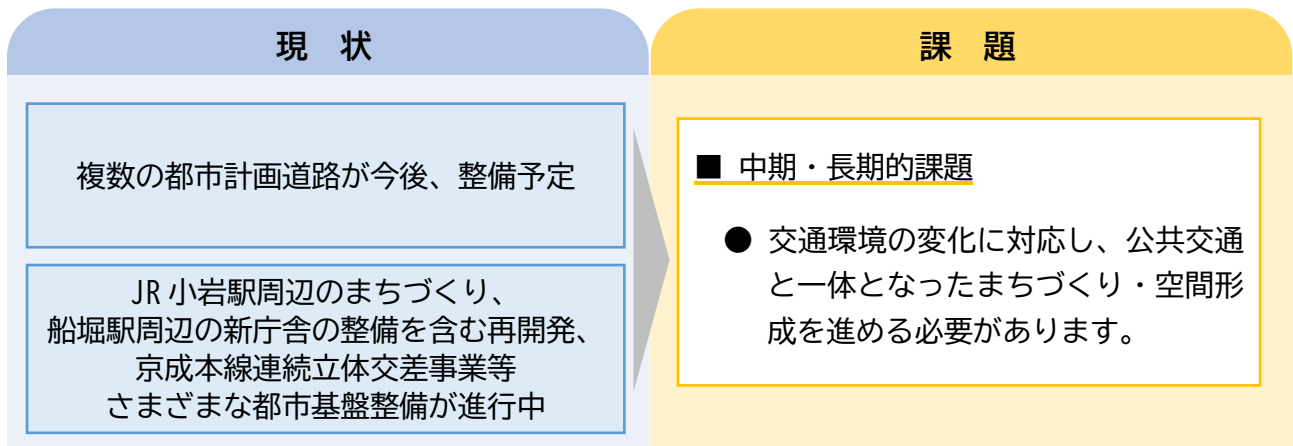 現 状
複数の都市計画道路が今後、整備予定
JR 小岩駅周辺のまちづくり、
船堀駅周辺の新庁舎の整備を含む再開発、
京成本線連続立体交差事業等
さまざまな都市基盤整備が進行中
課 題
■ 中期・長期的課題
● 交通環境の変化に対応し、公共交通
と一体となったまちづくり・空間形
成を進める必要があります。